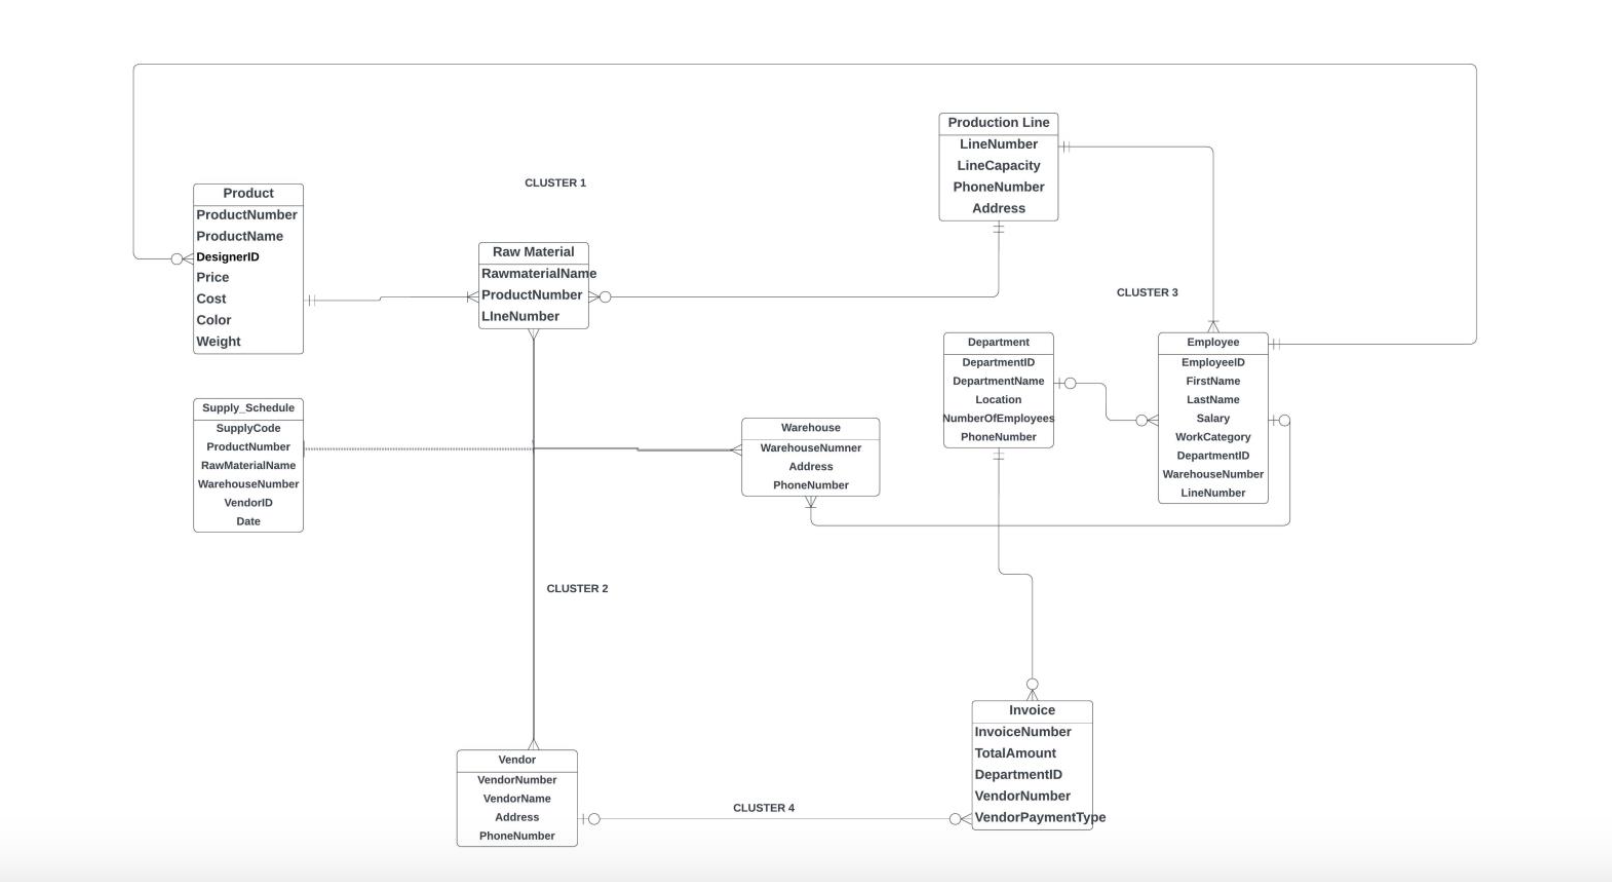 Production Line
LineNumber
LineCapacity
PhoneNumber
Address
CLUSTER 1
Product
ProductNumber
ProductName
DesignerID
Price
Cost
Color
Weight
Raw Material
RawmaterialName
ProductNumber
LIneNumber
CLUSTER 3
Department
DepartmentID
DepartmentName
Location
NumberOfEmployees
PhoneNumber
Employee
EmployeeID
FirstName
LastName
Salary
WorkCategory
DepartmentID
WarehouseNumber
LineNumber
Supply_Schedule
SupplyCode
ProductNumber
RawMaterialName
WarehouseNumber
VendorID
Date
Warehouse
WarehouseNumner
Address
PhoneNumber
CLUSTER 2
Invoice
InvoiceNumber
TotalAmount
DepartmentID
VendorNumber
VendorPaymentType
Vendor
VendorNumber
VendorName
Address
PhoneNumber
CLUSTER 4